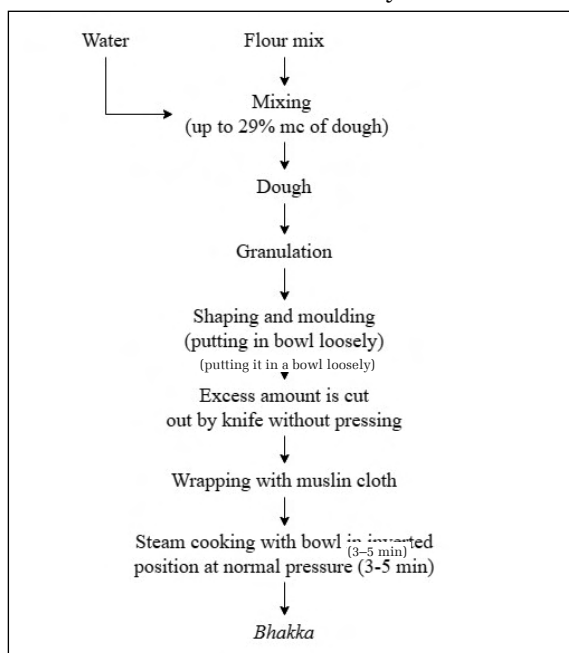 Water Flour mix
Mixing
(up to 29% mc of dough)
Dough
Granulation
Shaping and moulding
(putting in bowl loosely)
(putting it in a bowl loosely)
Excess amount is cut
out by knife without pressing
Wrapping with muslin cloth
Steam cooking with bowl in inverted
(3–5 min)
position at normal pressure (3-5 min)
Bhakka